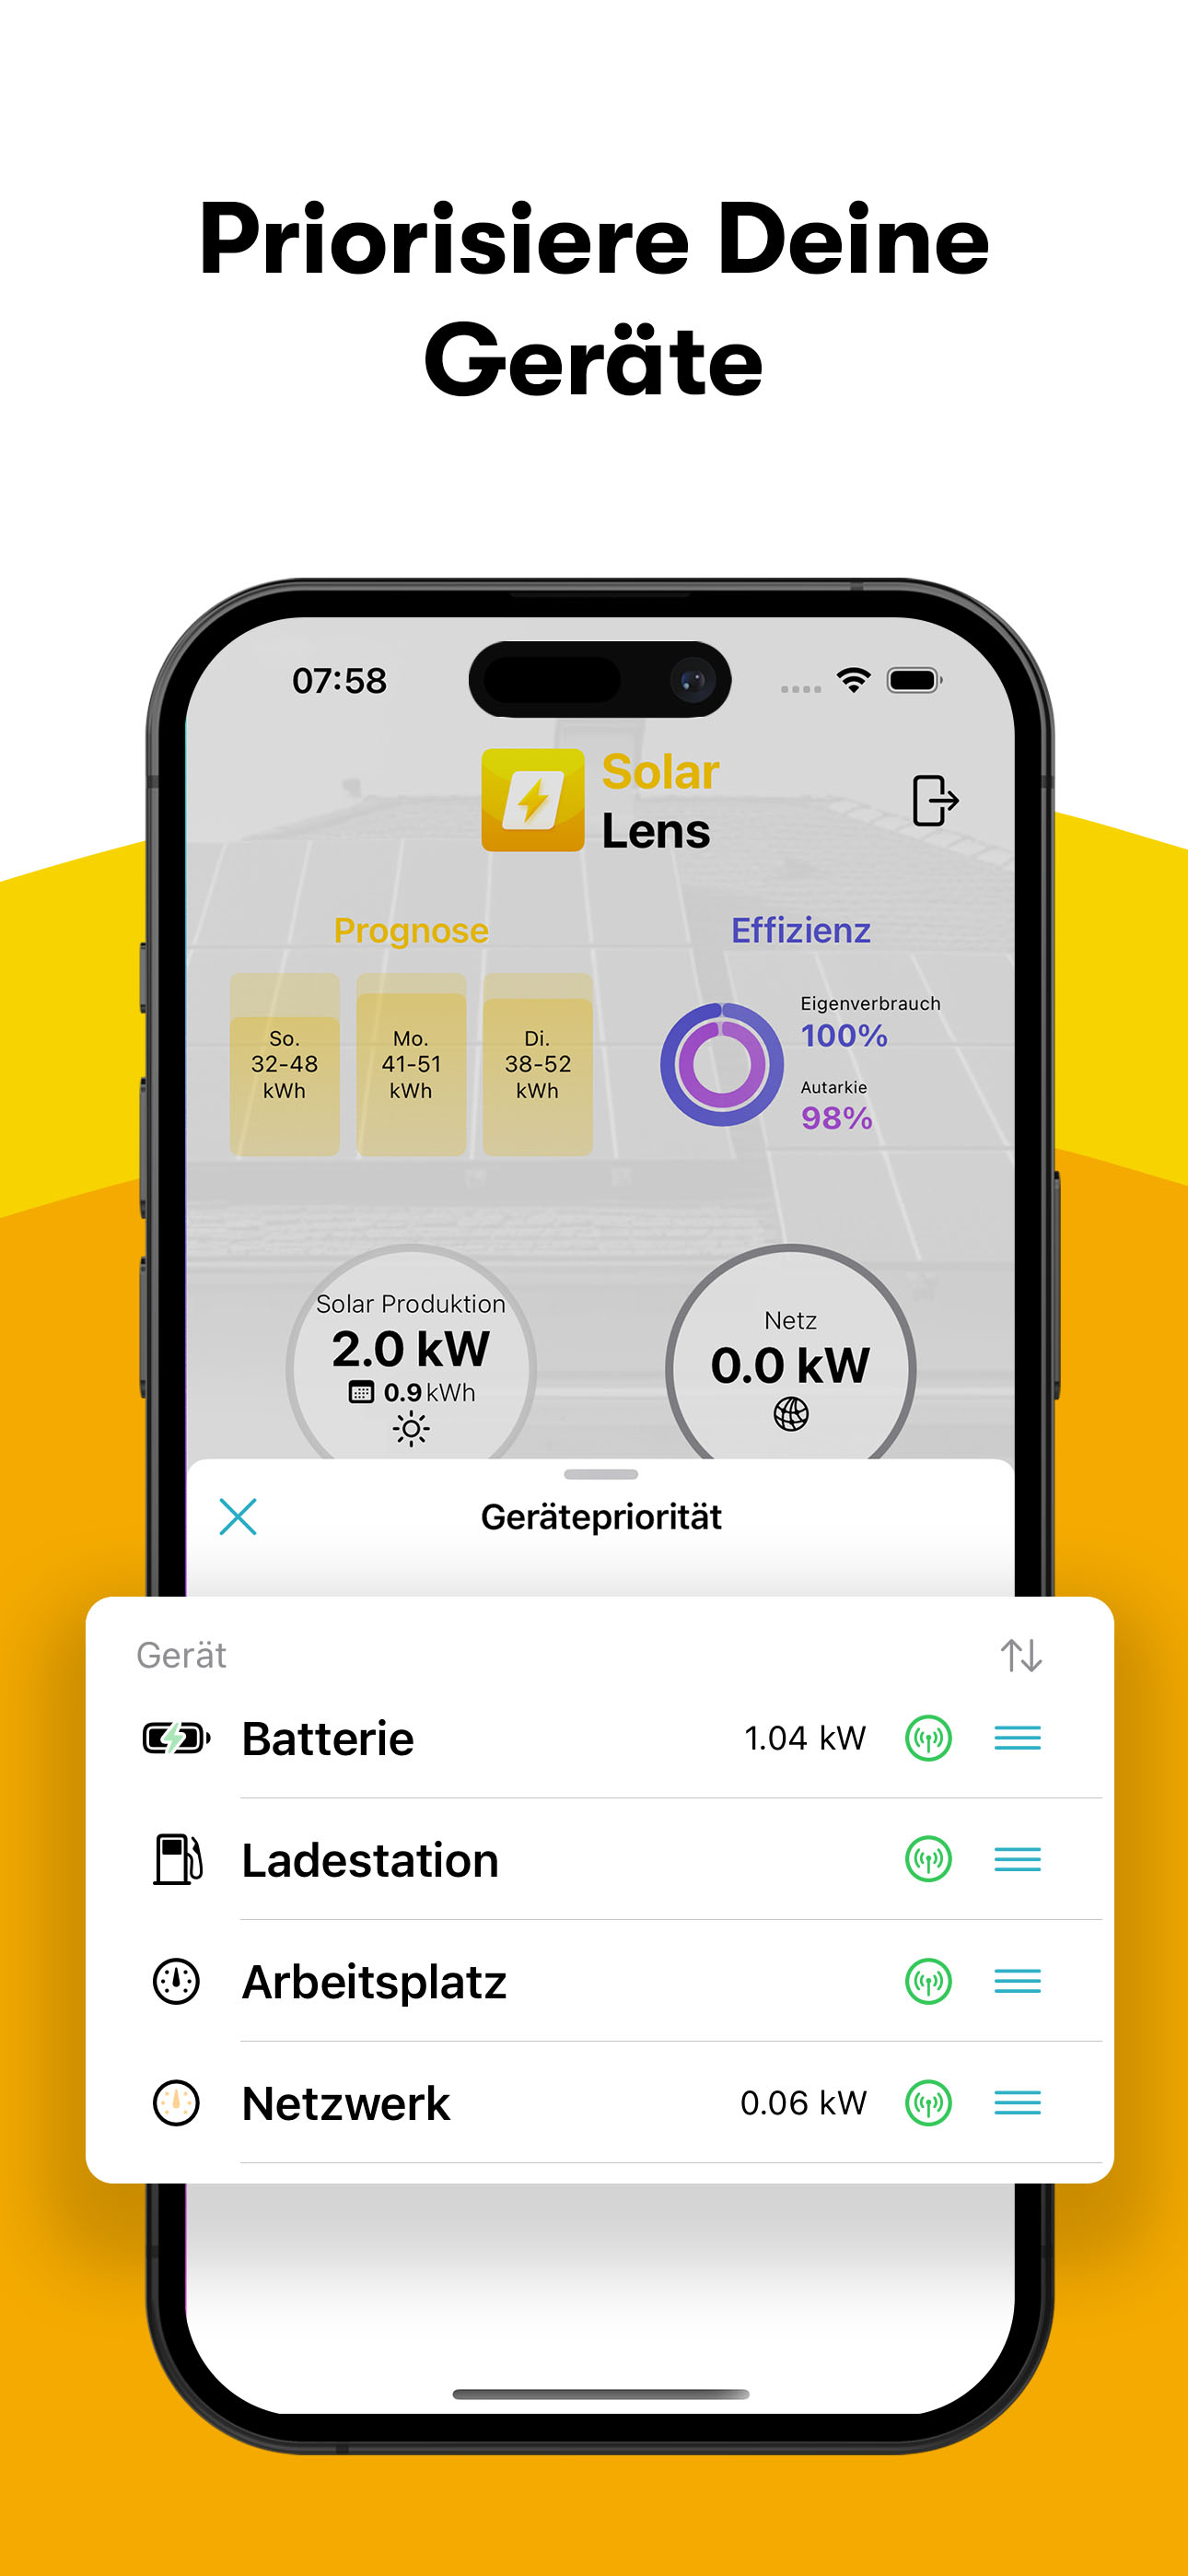 Priorisiere Deine
Geräte
07:58
Solar
Lens
Prognose
Effizienz
So.
32-48
kWh
Mo.
41-51
kWh
Di.
38-52
kWh
Eigenverbrauch
100%
Autarkie
98%
Solar Produktion
2.0 kW
0.9 kWh
Netz
0.0 kW
Gerätepriorität
Gerät
Batterie 1.04 kW
Ladestation
Arbeitsplatz
Netzwerk 0.06 kW